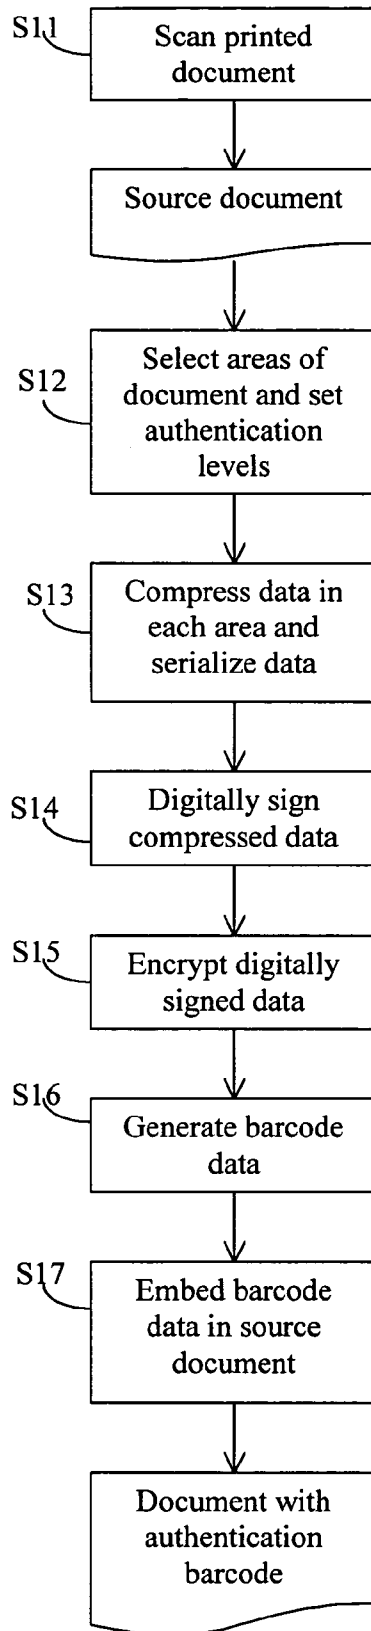 S11
Scan printed
document
Source document
S12
Select areas of
document and set
authentication
levels
S13
Compress data in
each area and
serialize data
S14
Digitally sign
compressed data
S15
Encrypt digitally
signed data
S16
Generate barcode
data
S17
Embed barcode
data in source
document
Document with
authentication
barcode